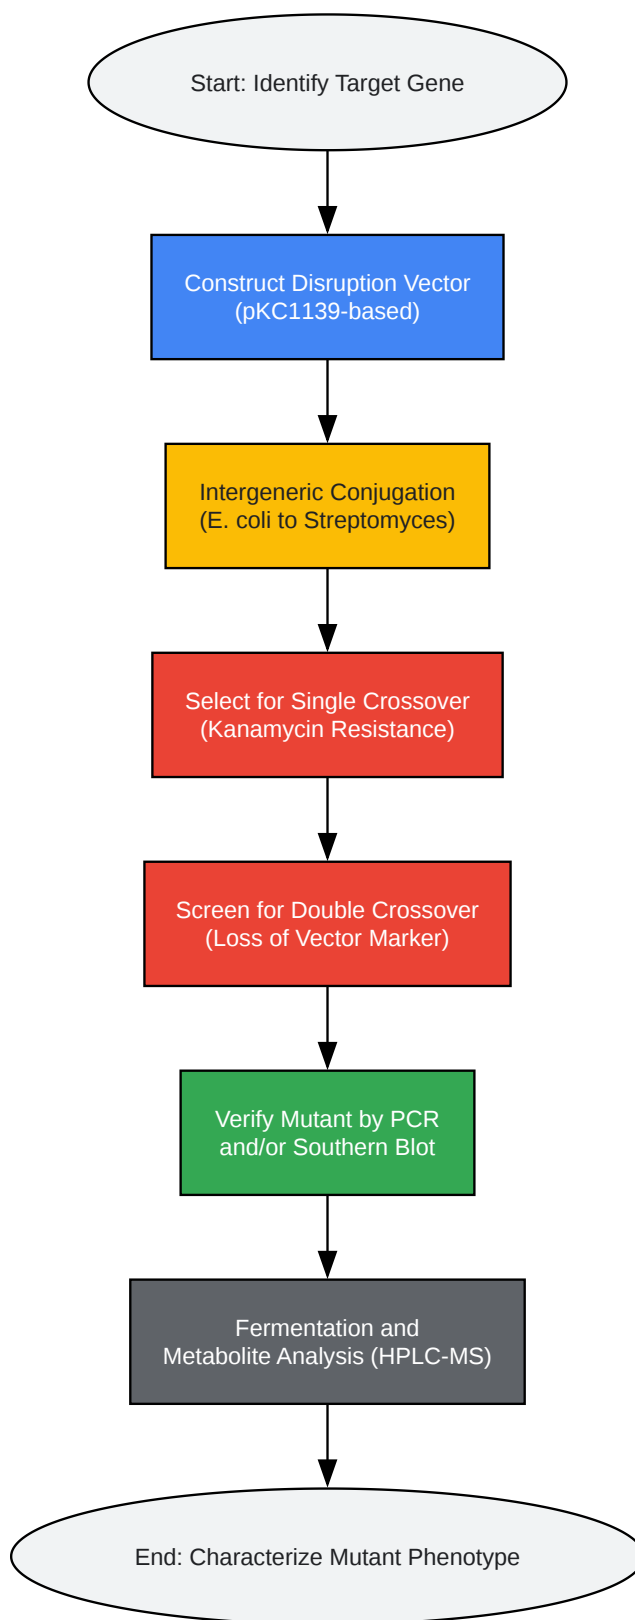 Start: Identify Target Gene
Construct Disruption Vector
(pKC1139-based)
Intergeneric Conjugation
(E. coli to Streptomyces)
Select for Single Crossover
(Kanamycin Resistance)
Screen for Double Crossover
(Loss of Vector Marker)
Verify Mutant by PCR
and/or Southern Blot
Fermentation and
Metabolite Analysis (HPLC-MS)
End: Characterize Mutant Phenotype